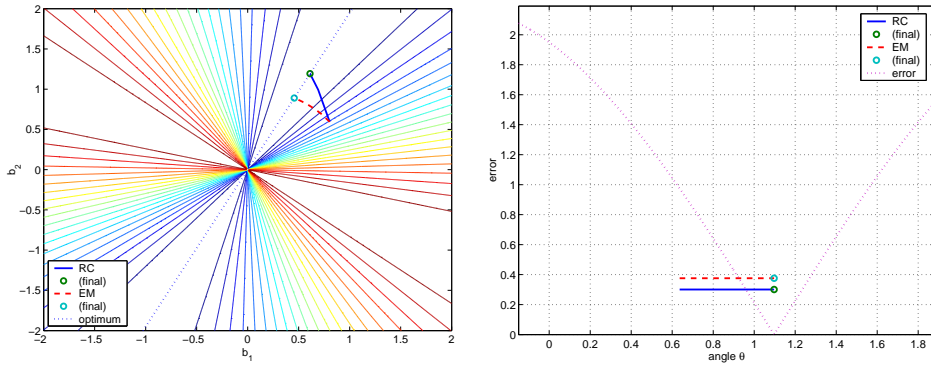 2
1.5
1
0.5
0
−0.5
−1
−1.5
−2
b_2
RC
(final)
EM
(final)
optimum
−2 −1.5 −1 −0.5 0 0.5 1 1.5 2
b_1
2
1.8
1.6
1.4
1.2
1
0.8
0.6
0.4
0.2
0
error
RC
(final)
EM
(final)
error
0 0.2 0.4 0.6 0.8 1 1.2 1.4 1.6 1.8
angle θ